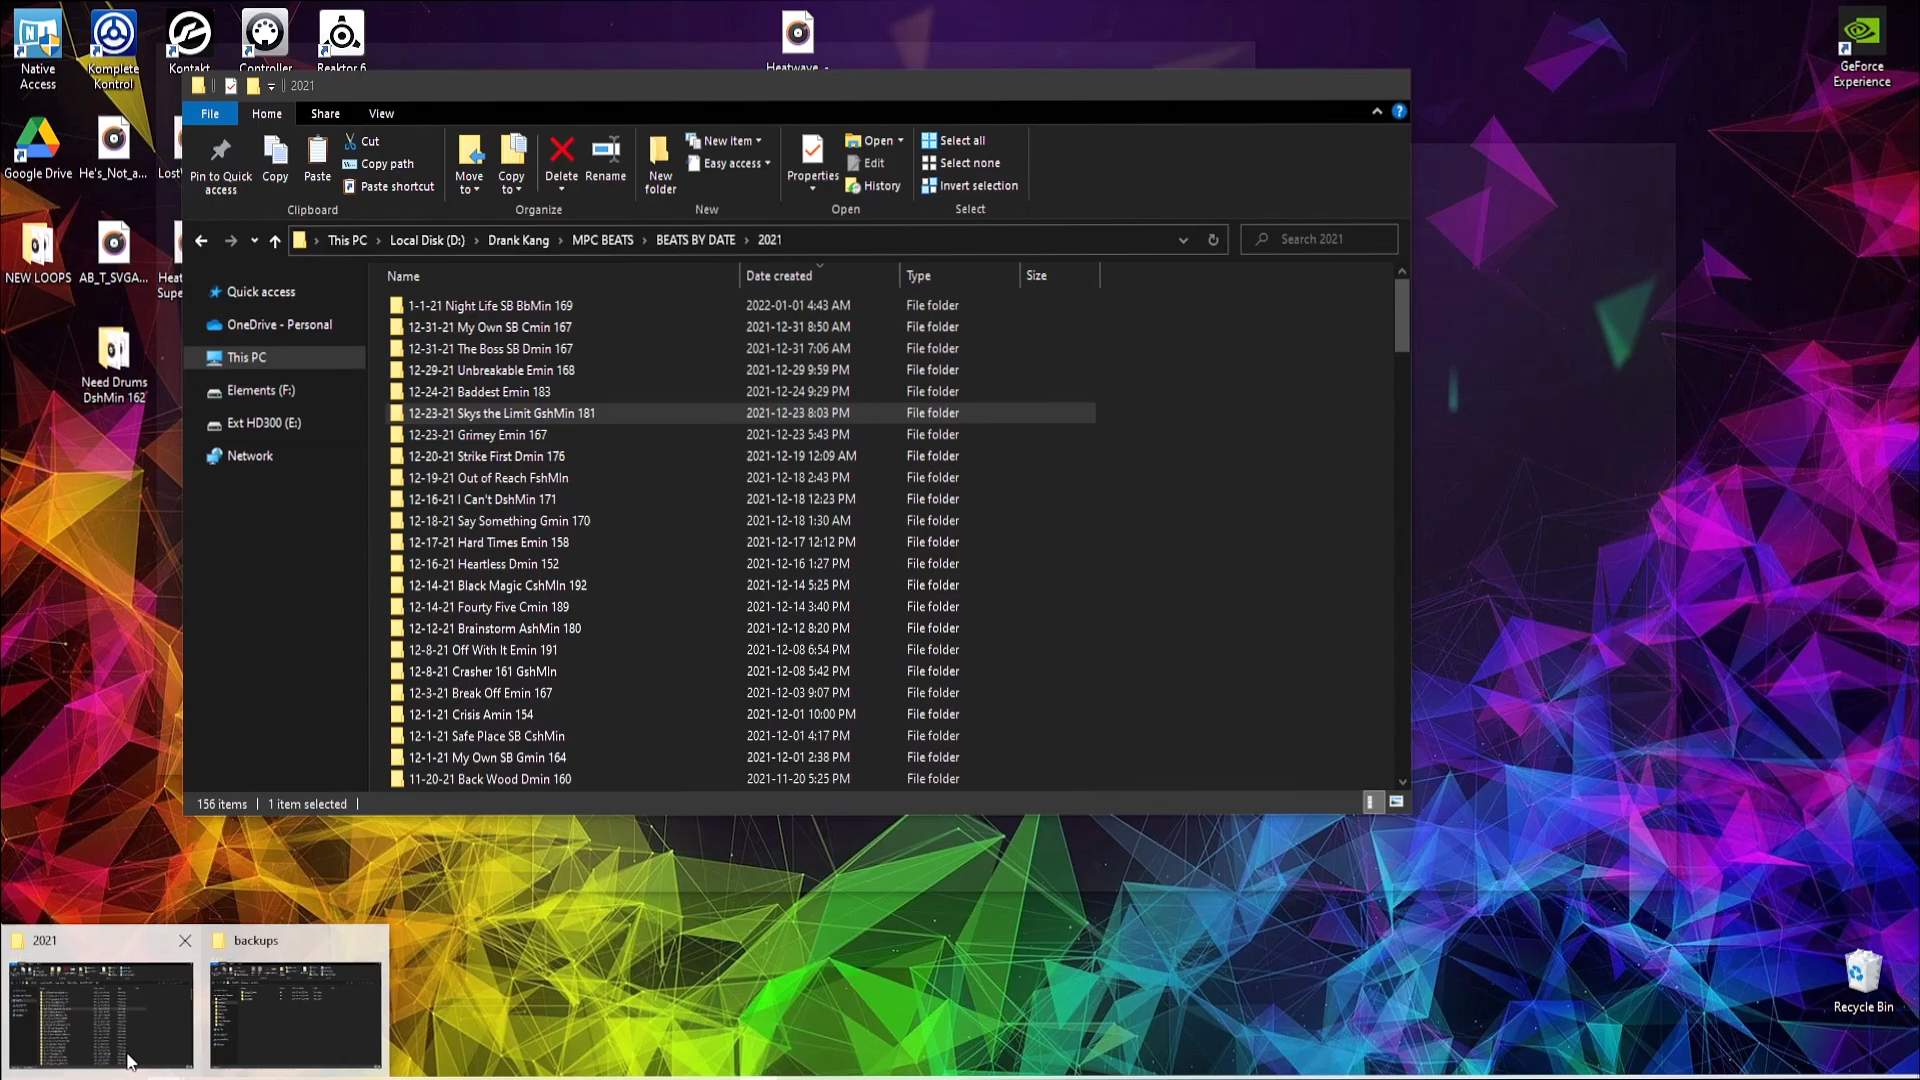 Native
Access
Komplete
Kontrol
Kontakt
Controller
Reaktor 6
Heatwave -
GeForce
Experience
Google Drive
He's_Not_a...
Lost
NEW LOOPS
AB_T_SVGA...
Heat
Supe
Need Drums
DshMin 162
Recycle Bin
2021
File
Home
Share
View
Pin to Quick
access
Copy
Paste
Cut
Copy path
Paste shortcut
Clipboard
Move
to
Copy
to
Delete
Rename
Organize
New
folder
New item
Easy access
New
Properties
Open
Edit
History
Open
Select all
Select none
Invert selection
Select
This PC > Local Disk (D:) > Drank Kang > MPC BEATS > BEATS BY DATE > 2021
Search 2021
Quick access
OneDrive - Personal
This PC
Elements (F:)
Ext HD300 (E:)
Network
Name Date created Type Size
1-1-21 Night Life SB BbMin 169 2022-01-01 4:43 AM File folder
12-31-21 My Own SB Cmin 167 2021-12-31 8:50 AM File folder
12-31-21 The Boss SB Dmin 167 2021-12-31 7:06 AM File folder
12-29-21 Unbreakable Emin 168 2021-12-29 9:59 PM File folder
12-24-21 Baddest Emin 183 2021-12-24 9:29 PM File folder
12-23-21 Skys the Limit GshMin 181 2021-12-23 8:03 PM File folder
12-23-21 Grimey Emin 167 2021-12-23 5:43 PM File folder
12-20-21 Strike First Dmin 176 2021-12-19 12:09 AM File folder
12-19-21 Out of Reach FshMIn 2021-12-18 2:43 PM File folder
12-16-21 I Can't DshMin 171 2021-12-18 12:23 PM File folder
12-18-21 Say Something Gmin 170 2021-12-18 1:30 AM File folder
12-17-21 Hard Times Emin 158 2021-12-17 12:12 PM File folder
12-16-21 Heartless Dmin 152 2021-12-16 1:27 PM File folder
12-14-21 Black Magic CshMIn 192 2021-12-14 5:25 PM File folder
12-14-21 Fourty Five Cmin 189 2021-12-14 3:40 PM File folder
12-12-21 Brainstorm AshMin 180 2021-12-12 8:20 PM File folder
12-8-21 Off With It Emin 191 2021-12-08 6:54 PM File folder
12-8-21 Crasher 161 GshMIn 2021-12-08 5:42 PM File folder
12-3-21 Break Off Emin 167 2021-12-03 9:07 PM File folder
12-1-21 Crisis Amin 154 2021-12-01 10:00 PM File folder
12-1-21 Safe Place SB CshMin 2021-12-01 4:17 PM File folder
12-1-21 My Own SB Gmin 164 2021-12-01 2:38 PM File folder
11-20-21 Back Wood Dmin 160 2021-11-20 5:25 PM File folder
156 items
1 item selected
2021
backups